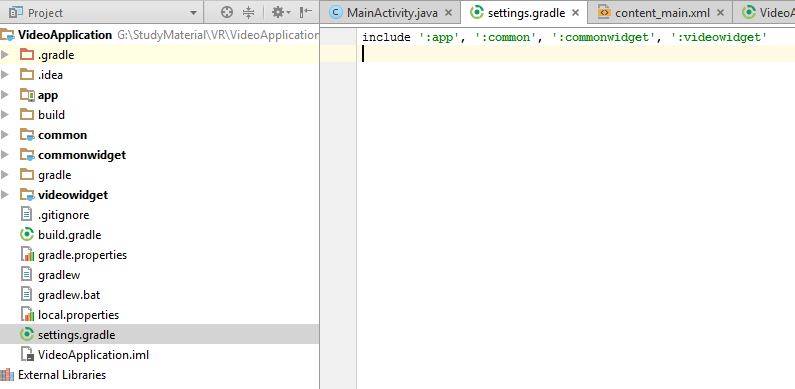 Project
MainActivity.java
settings.gradle
content_main.xml
VideoA
VideoApplication G:\StudyMaterial\VR\VideoApplication
include ':app', ':common', ':commonwidget', ':videowidget'
.gradle
.idea
app
build
common
commonwidget
gradle
videowidget
.gitignore
build.gradle
gradle.properties
gradlew
gradlew.bat
local.properties
settings.gradle
VideoApplication.iml
External Libraries